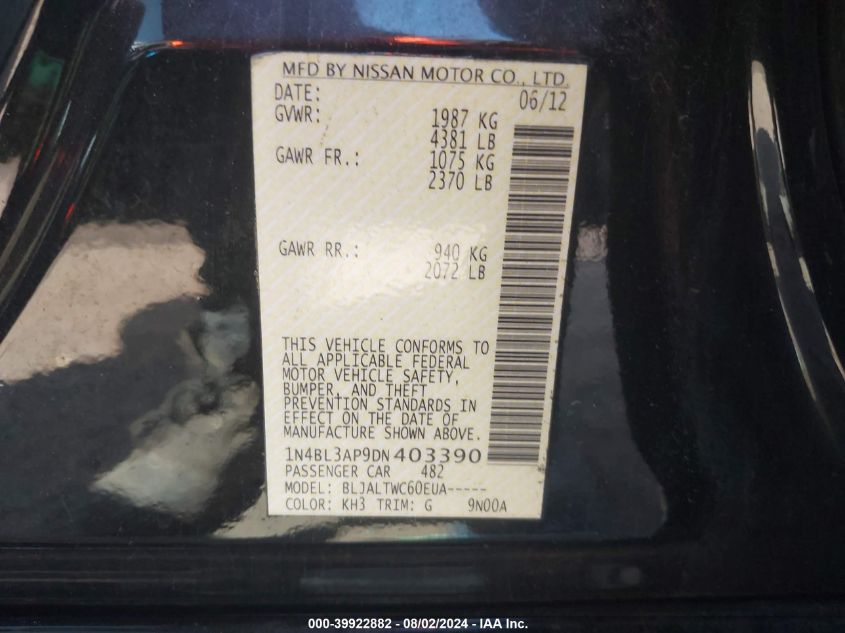 MFD BY NISSAN MOTOR CO., LTD.
DATE: 06/12
GVWR: 1987 KG
4381 LB
GAWR FR.: 1075 KG
2370 LB
GAWR RR.: 940 KG
2072 LB
THIS VEHICLE CONFORMS TO
ALL APPLICABLE FEDERAL
MOTOR VEHICLE SAFETY,
BUMPER, AND THEFT
PREVENTION STANDARDS IN
EFFECT ON THE DATE OF
MANUFACTURE SHOWN ABOVE.
1N4BL3AP9DN403390
PASSENGER CAR 482
MODEL: BLJALTWC60EUA-----
COLOR: KH3 TRIM: G 9N00A
000-39922882 - 08/02/2024 - IAA Inc.